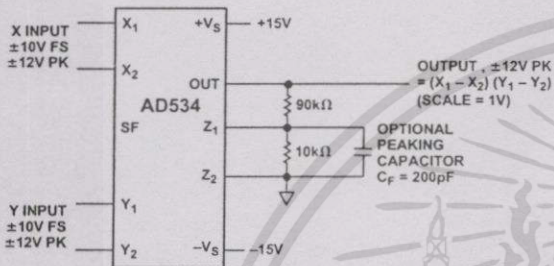 X INPUT
±10V FS
±12V PK
X1
X2
SF
Y INPUT
±10V FS
±12V PK
Y1
Y2
AD534
+VS
+15V
OUT
OUTPUT , ±12V PK
= (X1 – X2) (Y1 – Y2)
(SCALE = 1V)
90kΩ
Z1
10kΩ
OPTIONAL
PEAKING
CAPACITOR
CF = 200pF
Z2
–VS
–15V